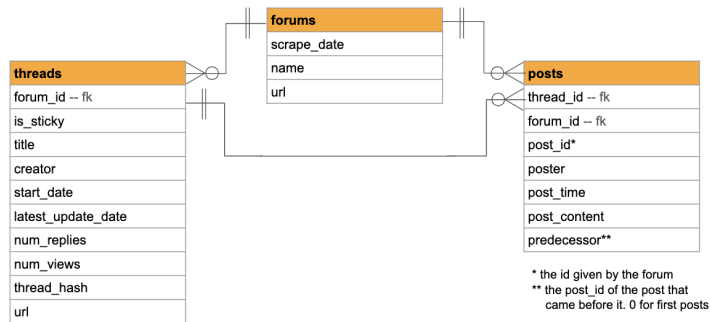 forums
scrape_date
name
url
threads
forum_id -- fk
is_sticky
title
creator
start_date
latest_update_date
num_replies
num_views
thread_hash
url
posts
thread_id -- fk
forum_id -- fk
post_id*
poster
post_time
post_content
predecessor**
* the id given by the forum
** the post_id of the post that
came before it. 0 for first posts